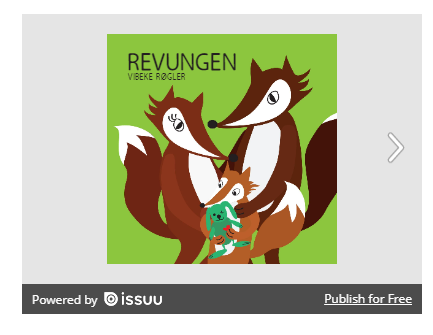 REVUNGEN
VIBEKE RØGLER
Powered by issuu
Publish for Free